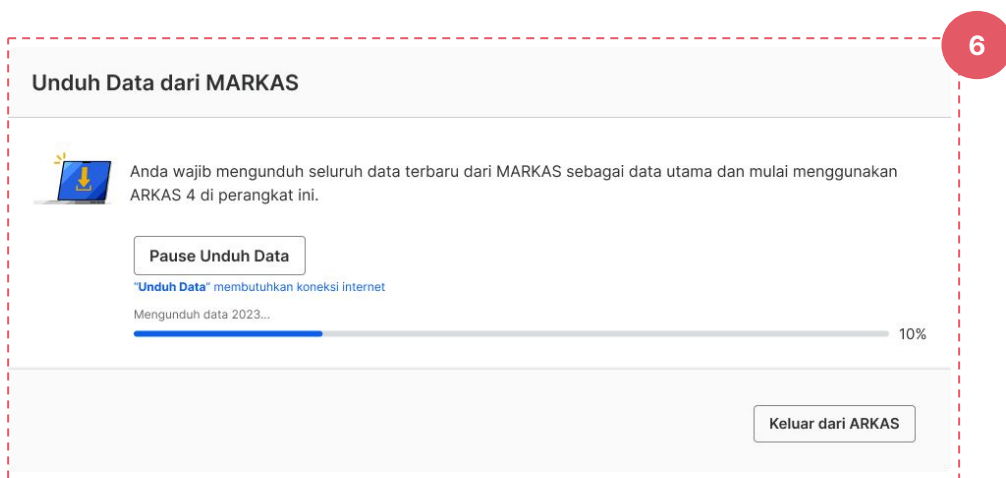 6
Unduh Data dari MARKAS
Anda wajib mengunduh seluruh data terbaru dari MARKAS sebagai data utama dan mulai menggunakan
ARKAS 4 di perangkat ini.
Pause Unduh Data
"Unduh Data" membutuhkan koneksi internet
Mengunduh data 2023...
10%
Keluar dari ARKAS